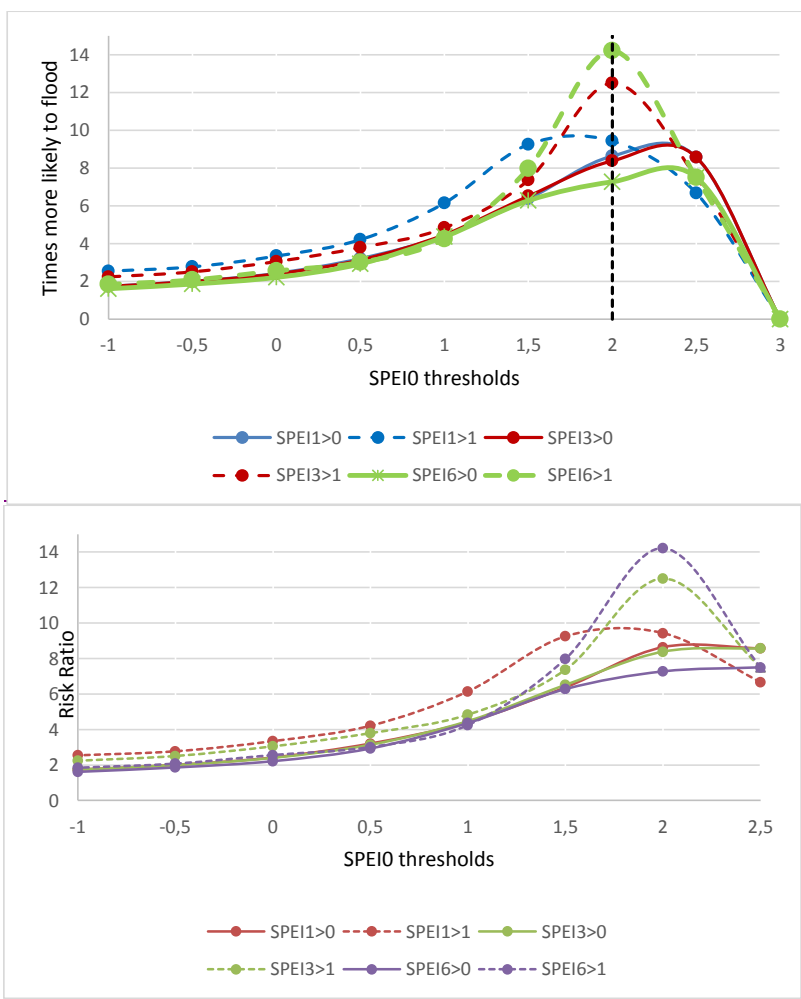 Times more likely to flood
14
12
10
8
6
4
2
0
-1 -0,5 0 0,5 1 1,5 2 2,5 3
SPEI0 thresholds
SPEI1>0 SPEI1>1 SPEI3>0
SPEI3>1 SPEI6>0 SPEI6>1
Risk Ratio
14
12
10
8
6
4
2
0
-1 -0,5 0 0,5 1 1,5 2 2,5
SPEI0 thresholds
SPEI1>0 SPEI1>1 SPEI3>0
SPEI3>1 SPEI6>0 SPEI6>1